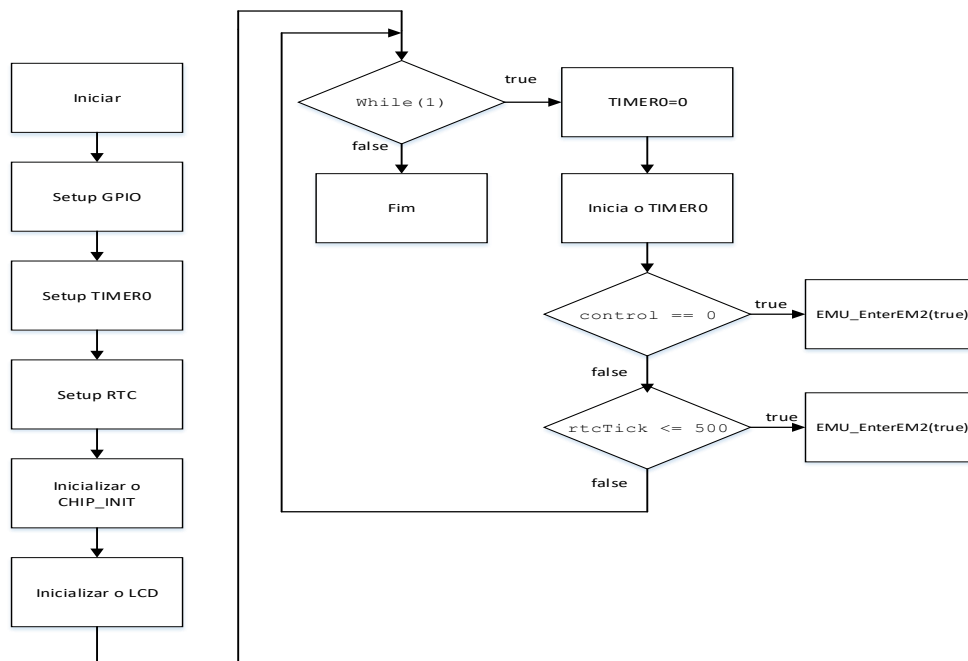 Iniciar
Setup GPIO
Setup TIMER0
Setup RTC
Inicializar o
CHIP_INIT
Inicializar o LCD
While(1)
true
false
Fim
TIMER0=0
Inicia o TIMER0
control == 0
true
EMU_EnterEM2(true)
false
rtcTick <= 500
true
EMU_EnterEM2(true)
false